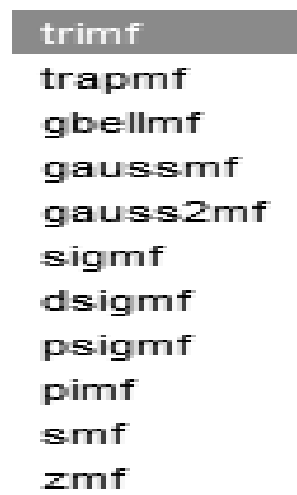 trimf
trapmf
gbellmf
gaussmf
gauss2mf
sigmf
dsigmf
psigmf
pimf
smf
zmf